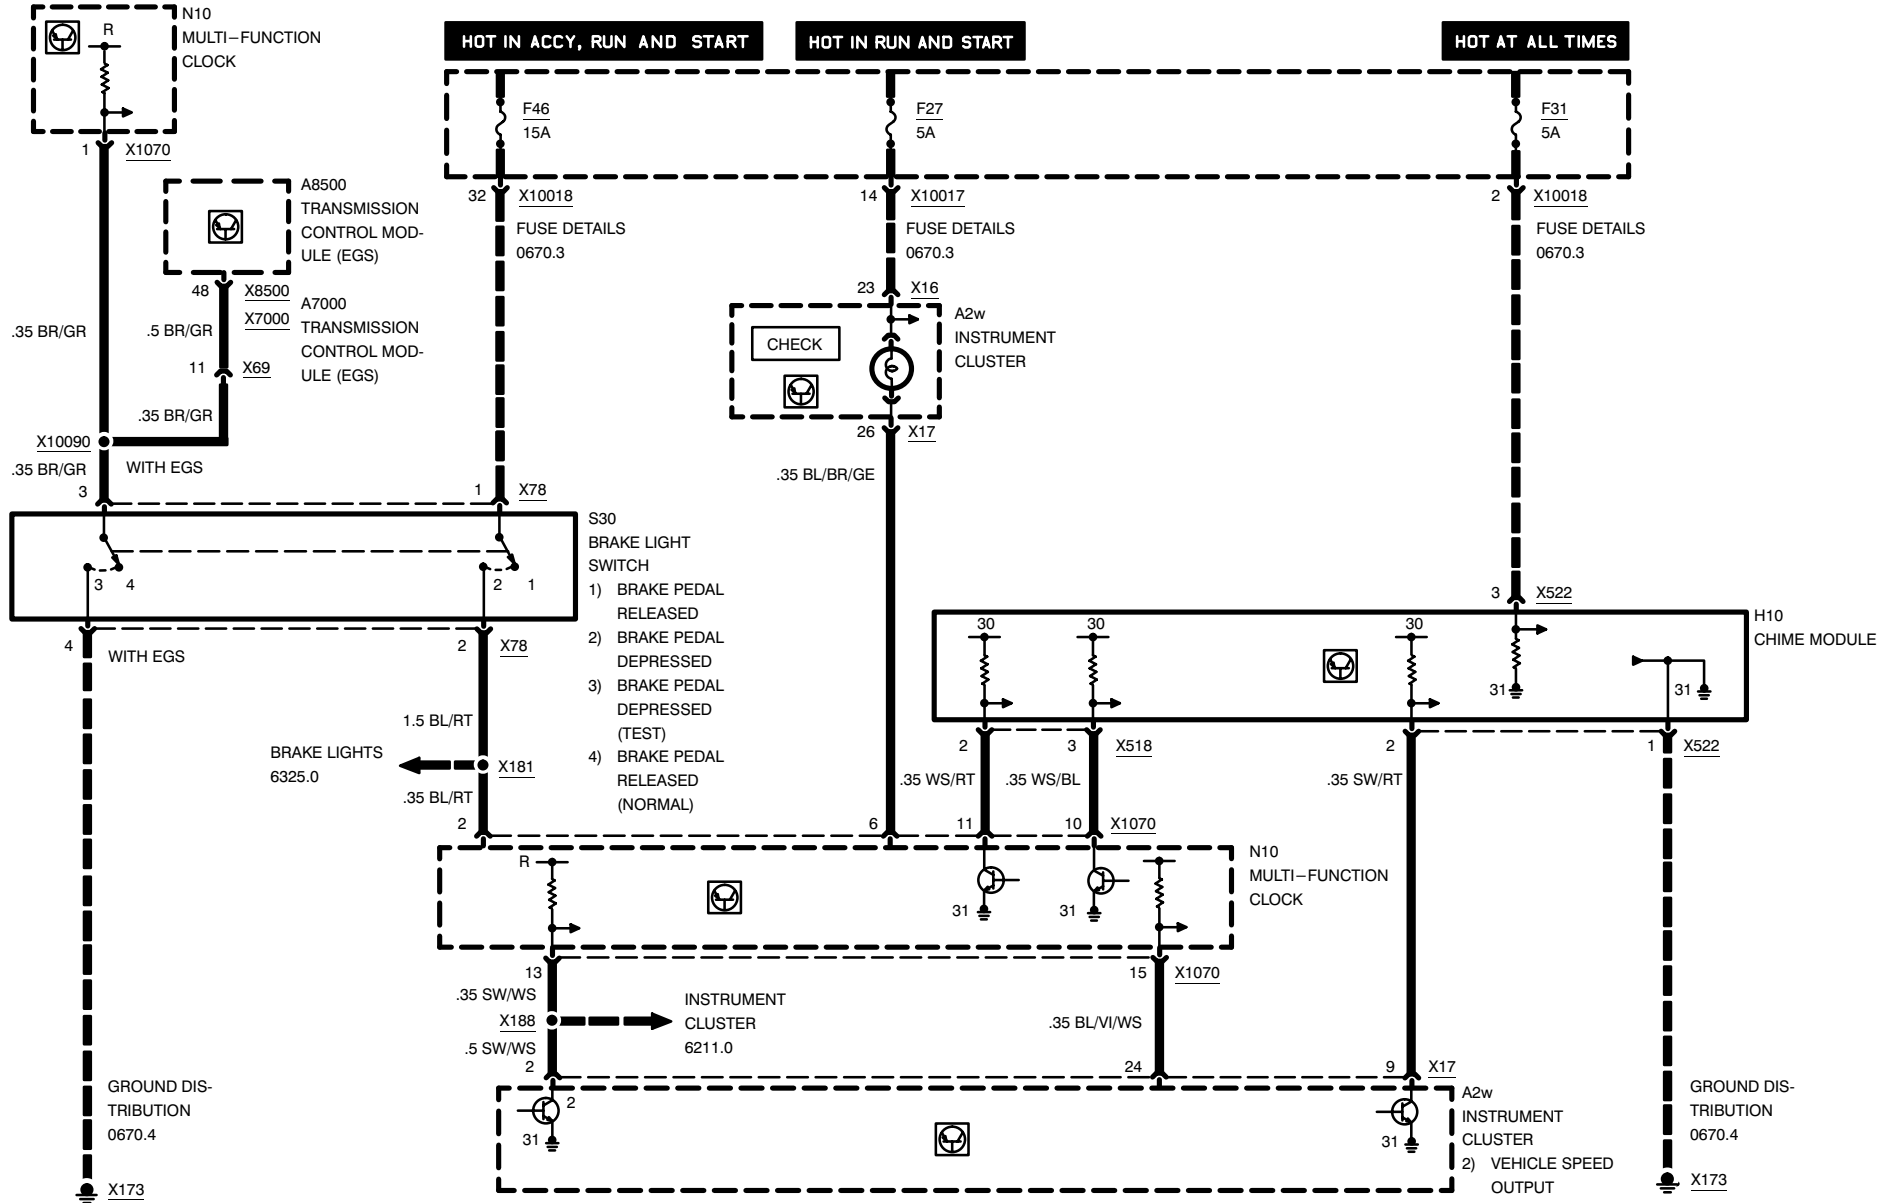 N10
MULTI–FUNCTION
CLOCK
R
1
X1070
HOT IN ACCY, RUN AND START
HOT IN RUN AND START
HOT AT ALL TIMES
F46
15A
F27
5A
F31
5A
32
X10018
FUSE DETAILS
0670.3
14
X10017
FUSE DETAILS
0670.3
2
X10018
FUSE DETAILS
0670.3
A8500
TRANSMISSION
CONTROL MOD-
ULE (EGS)
48
X8500
X7000
A7000
TRANSMISSION
CONTROL MOD-
ULE (EGS)
.35 BR/GR
.5 BR/GR
11
X69
.35 BR/GR
X10090
.35 BR/GR
WITH EGS
3
1
X78
23
X16
CHECK
A2w
INSTRUMENT
CLUSTER
26
X17
.35 BL/BR/GE
3
4
2
1
S30
BRAKE LIGHT
SWITCH
1) BRAKE PEDAL
RELEASED
2) BRAKE PEDAL
DEPRESSED
3) BRAKE PEDAL
DEPRESSED
(TEST)
4) BRAKE PEDAL
RELEASED
(NORMAL)
4
WITH EGS
2
X78
1.5 BL/RT
BRAKE LIGHTS
6325.0
X181
.35 BL/RT
3
X522
H10
CHIME MODULE
30
30
30
31
31
2
3
X518
2
1
X522
.35 WS/RT
.35 WS/BL
.35 SW/RT
2
6
11
10
X1070
R
31
31
N10
MULTI–FUNCTION
CLOCK
13
15
X1070
.35 SW/WS
X188
.5 SW/WS
INSTRUMENT
CLUSTER
6211.0
.35 BL/VI/WS
2
24
9
X17
2
31
31
A2w
INSTRUMENT
CLUSTER
2) VEHICLE SPEED
OUTPUT
GROUND DIS-
TRIBUTION
0670.4
X173
GROUND DIS-
TRIBUTION
0670.4
X173